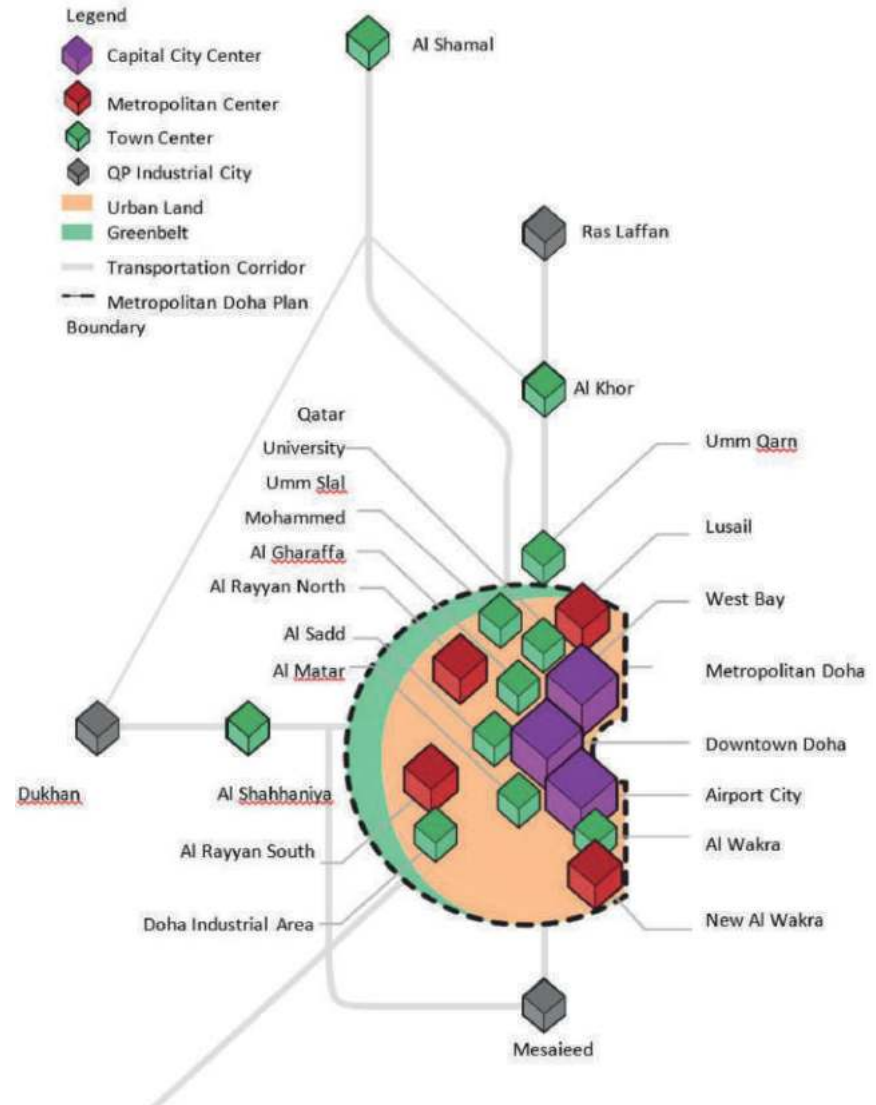 Legend
Capital City Center
Metropolitan Center
Town Center
QP Industrial City
Urban Land
Greenbelt
Transportation Corridor
Metropolitan Doha Plan
Boundary
Al Shamal
Ras Laffan
Al Khor
Qatar
University
Umm Slal
Mohammed
Al Gharaffa
Al Rayyan North
Al Sadd
Al Matar
Umm Qarn
Lusail
West Bay
Metropolitan Doha
Downtown Doha
Airport City
Al Wakra
New Al Wakra
Dukhan
Al Shahhaniya
Al Rayyan South
Doha Industrial Area
Mesaieed